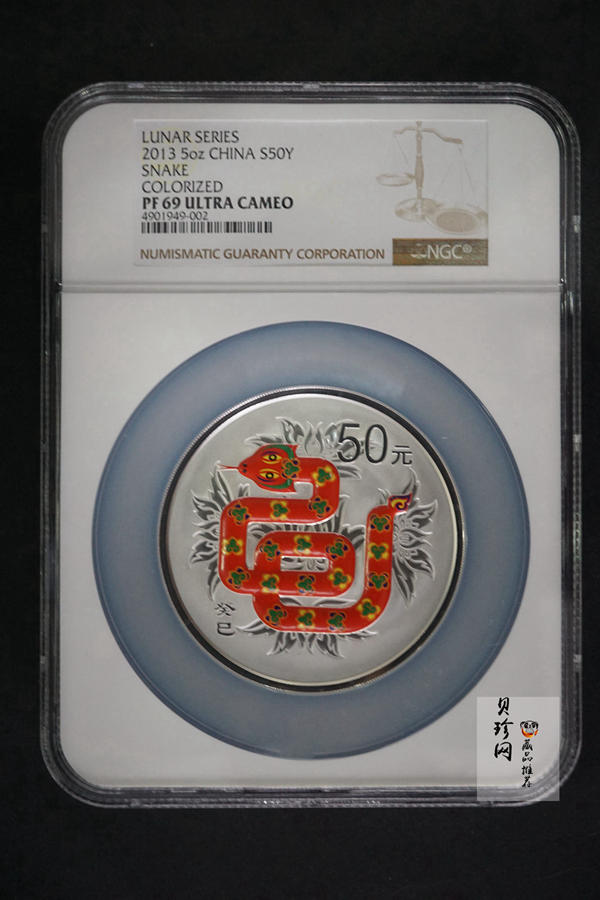 LUNAR SERIES
2013 5oz CHINA S50Y
SNAKE
COLORIZED
PF 69 ULTRA CAMEO
4901949-002
NUMISMATIC GUARANTY CORPORATION
NGC®
50元
癸巳
贝珍网
藏品推荐